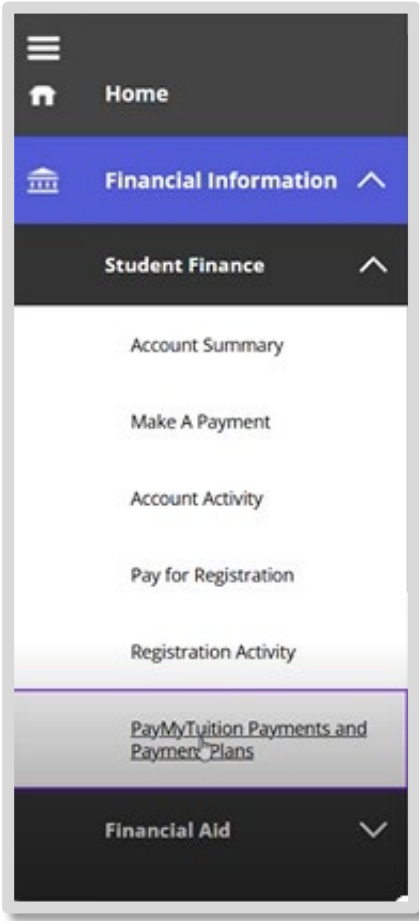 Home
Financial Information
Student Finance
Account Summary
Make A Payment
Account Activity
Pay for Registration
Registration Activity
PayMyTuition Payments and
Payment Plans
Financial Aid